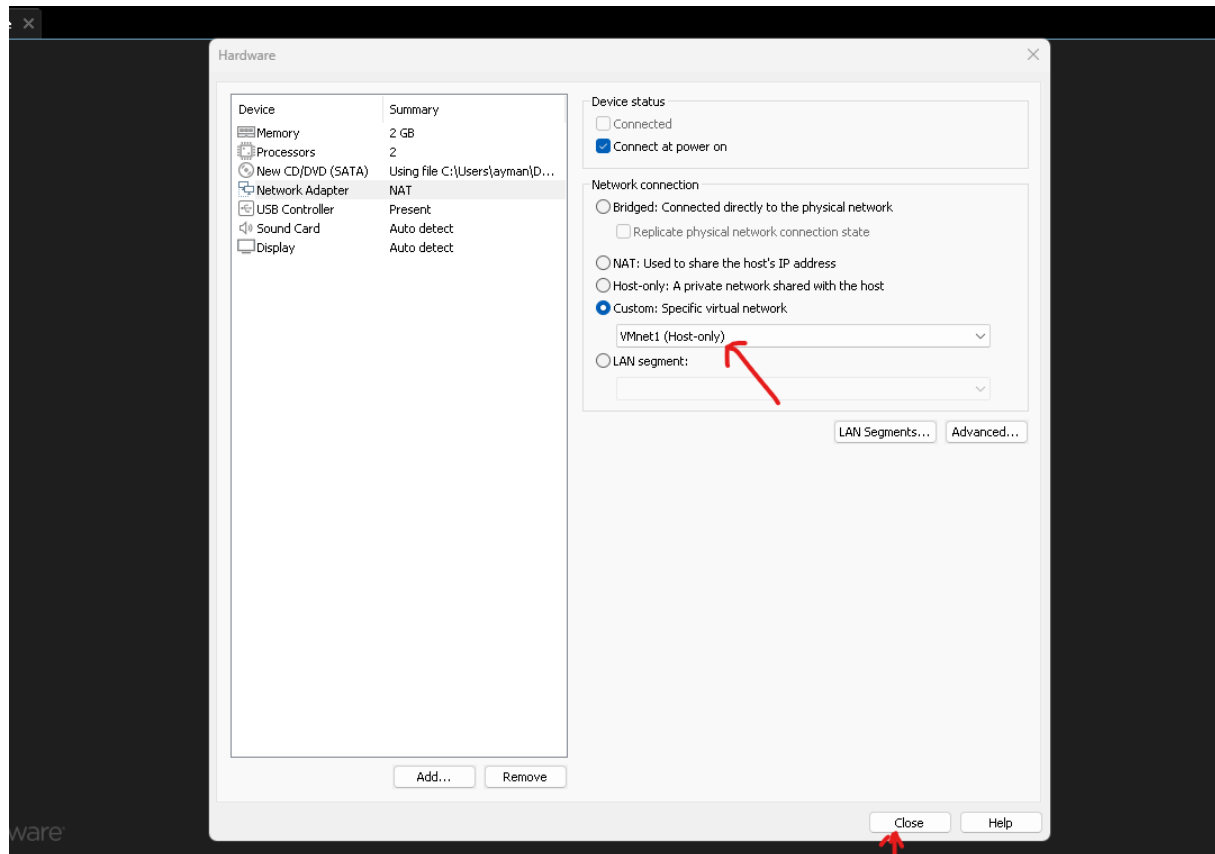 Hardware
Device Summary
Memory 2 GB
Processors 2
New CD/DVD (SATA) Using file C:\Users\ayman\D...
Network Adapter NAT
USB Controller Present
Sound Card Auto detect
Display Auto detect
Add... Remove
Device status
Connected
Connect at power on
Network connection
Bridged: Connected directly to the physical network
Replicate physical network connection state
NAT: Used to share the host's IP address
Host-only: A private network shared with the host
Custom: Specific virtual network
VMnet1 (Host-only)
LAN segment:
LAN Segments... Advanced...
Close Help